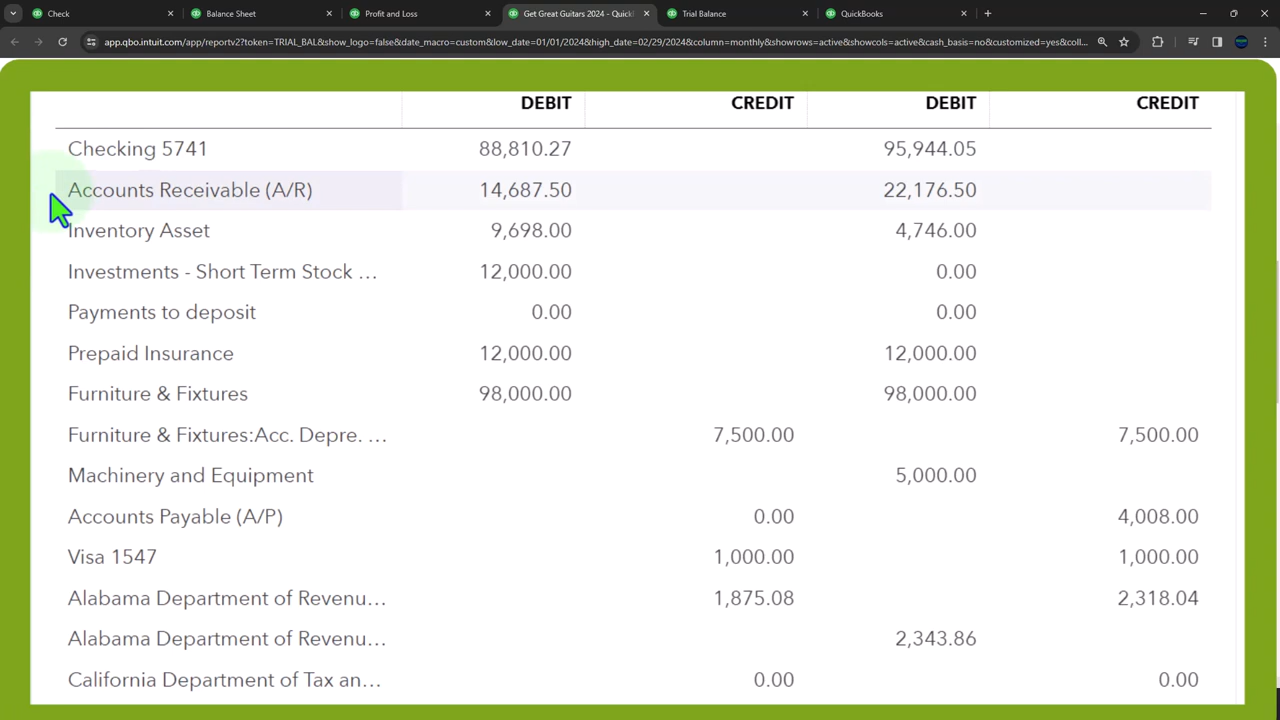 Check
Balance Sheet
Profit and Loss
Get Great Guitars 2024 - QuickB
Trial Balance
QuickBooks
app.qbo.intuit.com/app/reportv2?token=TRIAL_BAL&show_logo=false&date_macro=custom&low_date=01/01/2024&high_date=02/29/2024&column=monthly&showrows=active&showcols=active&cash_basis=no&customized=yes&coll...
DEBIT CREDIT DEBIT CREDIT
Checking 5741 88,810.27 95,944.05
Accounts Receivable (A/R) 14,687.50 22,176.50
Inventory Asset 9,698.00 4,746.00
Investments - Short Term Stock ... 12,000.00 0.00
Payments to deposit 0.00 0.00
Prepaid Insurance 12,000.00 12,000.00
Furniture & Fixtures 98,000.00 98,000.00
Furniture & Fixtures:Acc. Depre. ... 7,500.00 7,500.00
Machinery and Equipment 5,000.00
Accounts Payable (A/P) 0.00 4,008.00
Visa 1547 1,000.00 1,000.00
Alabama Department of Revenu... 1,875.08 2,318.04
Alabama Department of Revenu... 2,343.86
California Department of Tax an... 0.00 0.00